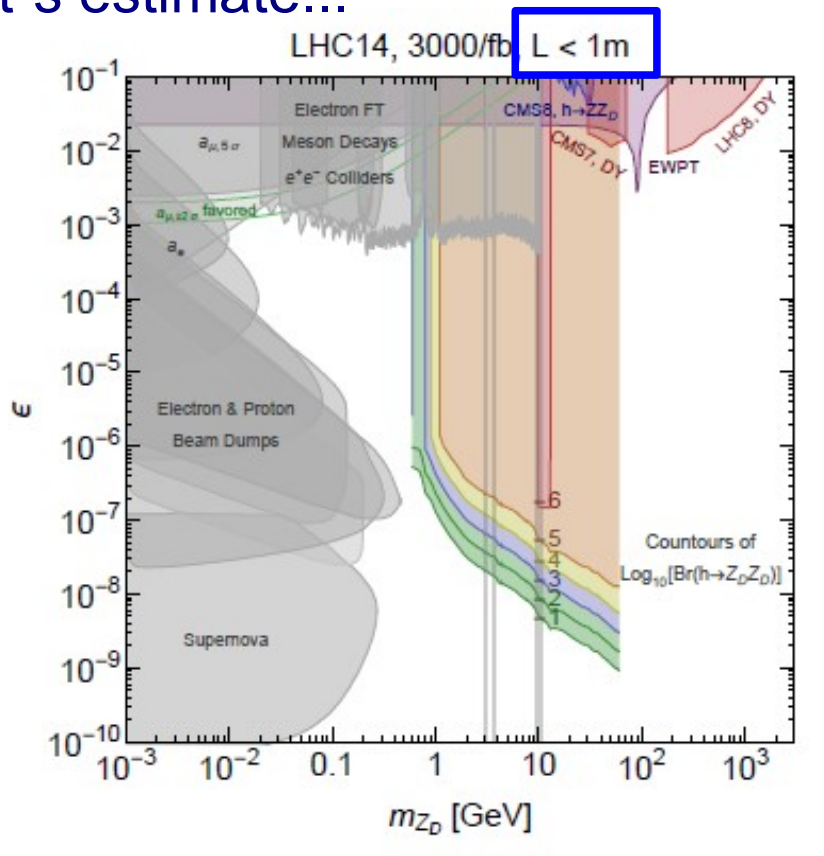 t's estimate...
LHC14, 3000/fb, L < 1m
Electron FT
CMS8, h→ZZ_D
a_μ,5σ
Meson Decays
CMS7, DY
LHC8, DY
EWPT
e⁺e⁻ Colliders
a_μ,±2σ favored
a_e
Electron & Proton
Beam Dumps
Supernova
-6
-5
-4
-3
-2
-1
Countours of
Log₁₀[Br(h→Z_DZ_D)]
10⁻¹
10⁻²
10⁻³
10⁻⁴
10⁻⁵
10⁻⁶
10⁻⁷
10⁻⁸
10⁻⁹
10⁻¹⁰
ϵ
10⁻³ 10⁻² 0.1 1 10 10² 10³
m_Z_D [GeV]